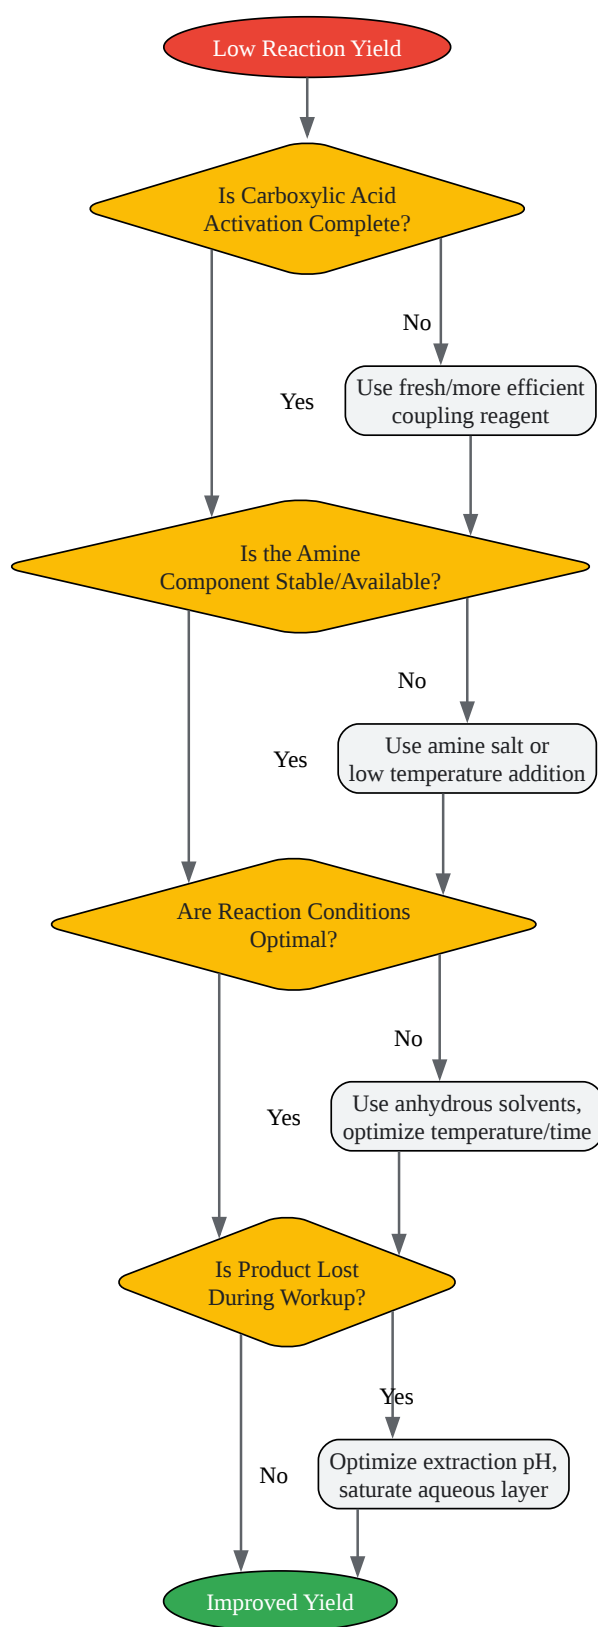 Low Reaction Yield
Is Carboxylic Acid
Activation Complete?
No
Yes
Use fresh/more efficient
coupling reagent
Is the Amine
Component Stable/Available?
No
Yes
Use amine salt or
low temperature addition
Are Reaction Conditions
Optimal?
No
Yes
Use anhydrous solvents,
optimize temperature/time
Is Product Lost
During Workup?
Yes
No
Optimize extraction pH,
saturate aqueous layer
Improved Yield